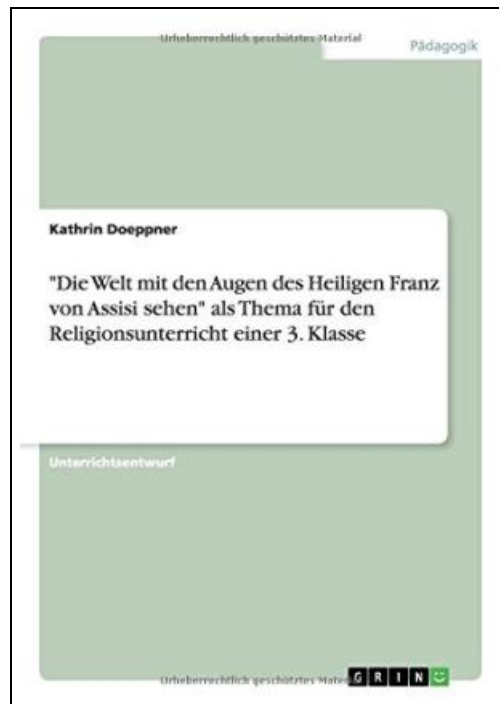 Urheberrechtlich geschütztes Material
Pädagogik
Kathrin Doeppner
"Die Welt mit den Augen des Heiligen Franz
von Assisi sehen" als Thema für den
Religionsunterricht einer 3. Klasse
Unterrichtsentwurf
Urheberrechtlich geschütztes Mater
GRIN